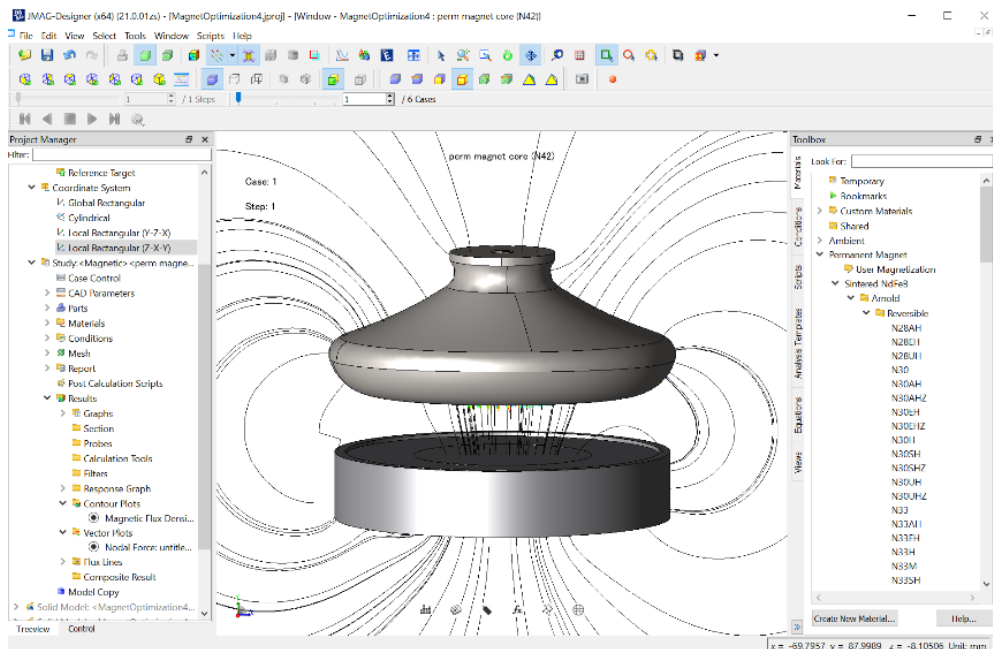 JMAG-Designer (x64) (21.0.01zs) - [MagnetOptimization4.jproj] - [Window - MagnetOptimization4 : perm magnet core (N42)]
File Edit View Select Tools Window Scripts Help
1 / 1 Steps 1 / 6 Cases
Project Manager
Filter:
Reference Target
Coordinate System
Global Rectangular
Cylindrical
Local Rectangular (Y-Z-X)
Local Rectangular (Z-X-Y)
Study:<Magnetic> <perm magne...
Case Control
CAD Parameters
Parts
Materials
Conditions
Mesh
Report
Post Calculation Scripts
Results
Graphs
Section
Probes
Calculation Tools
Filters
Response Graph
Contour Plots
Magnetic Flux Densi...
Vector Plots
Nodal Force: untitle...
Flux Lines
Composite Result
Model Copy
Solid Model: <MagnetOptimization4...
Treeview Control
perm magnet core (N42)
Case: 1
Step: 1
Toolbox
Materials
Conditions
Scripts
Analysis Templates
Equations
Views
Look For:
Temporary
Bookmarks
Custom Materials
Shared
Ambient
Permanent Magnet
User Magnetization
Sintered NdFeB
Arnold
Reversible
N28AH
N28EH
N28UH
N30
N30AH
N30AHZ
N30EH
N30EHZ
N30H
N30SH
N30SHZ
N30UH
N30UHZ
N33
N33AH
N33EH
N33H
N33M
N33SH
Create New Material... Help...
x = -69.7957 y = 87.9989 z = -8.10506 Unit: mm